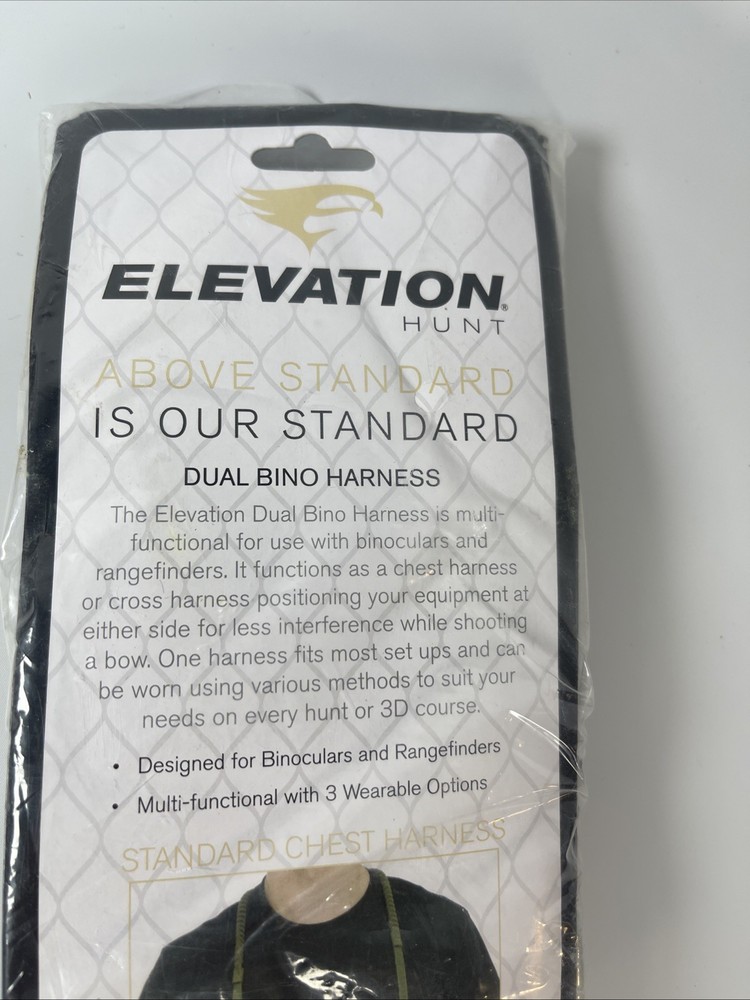 ELEVATION®
HUNT
ABOVE STANDARD
IS OUR STANDARD
DUAL BINO HARNESS
The Elevation Dual Bino Harness is multi-
functional for use with binoculars and
rangefinders. It functions as a chest harness
or cross harness positioning your equipment at
either side for less interference while shooting
a bow. One harness fits most set ups and can
be worn using various methods to suit your
needs on every hunt or 3D course.
• Designed for Binoculars and Rangefinders
• Multi-functional with 3 Wearable Options
STANDARD CHEST HARNESS